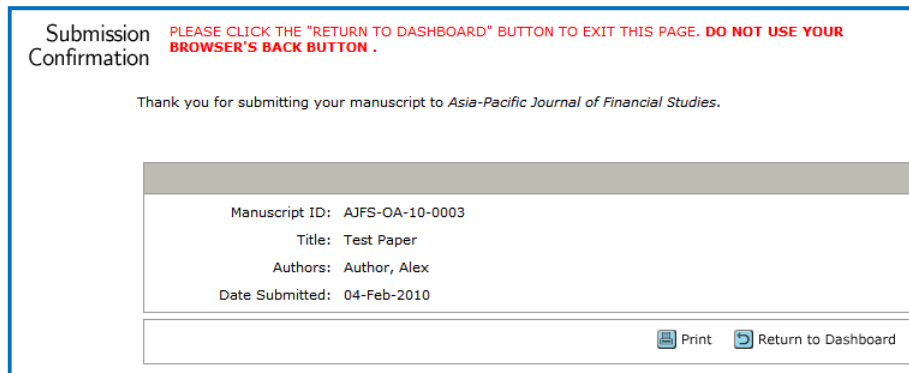 Submission
Confirmation
PLEASE CLICK THE "RETURN TO DASHBOARD" BUTTON TO EXIT THIS PAGE. DO NOT USE YOUR
BROWSER'S BACK BUTTON .
Thank you for submitting your manuscript to Asia-Pacific Journal of Financial Studies.
Manuscript ID: AJFS-OA-10-0003
Title: Test Paper
Authors: Author, Alex
Date Submitted: 04-Feb-2010
Print Return to Dashboard